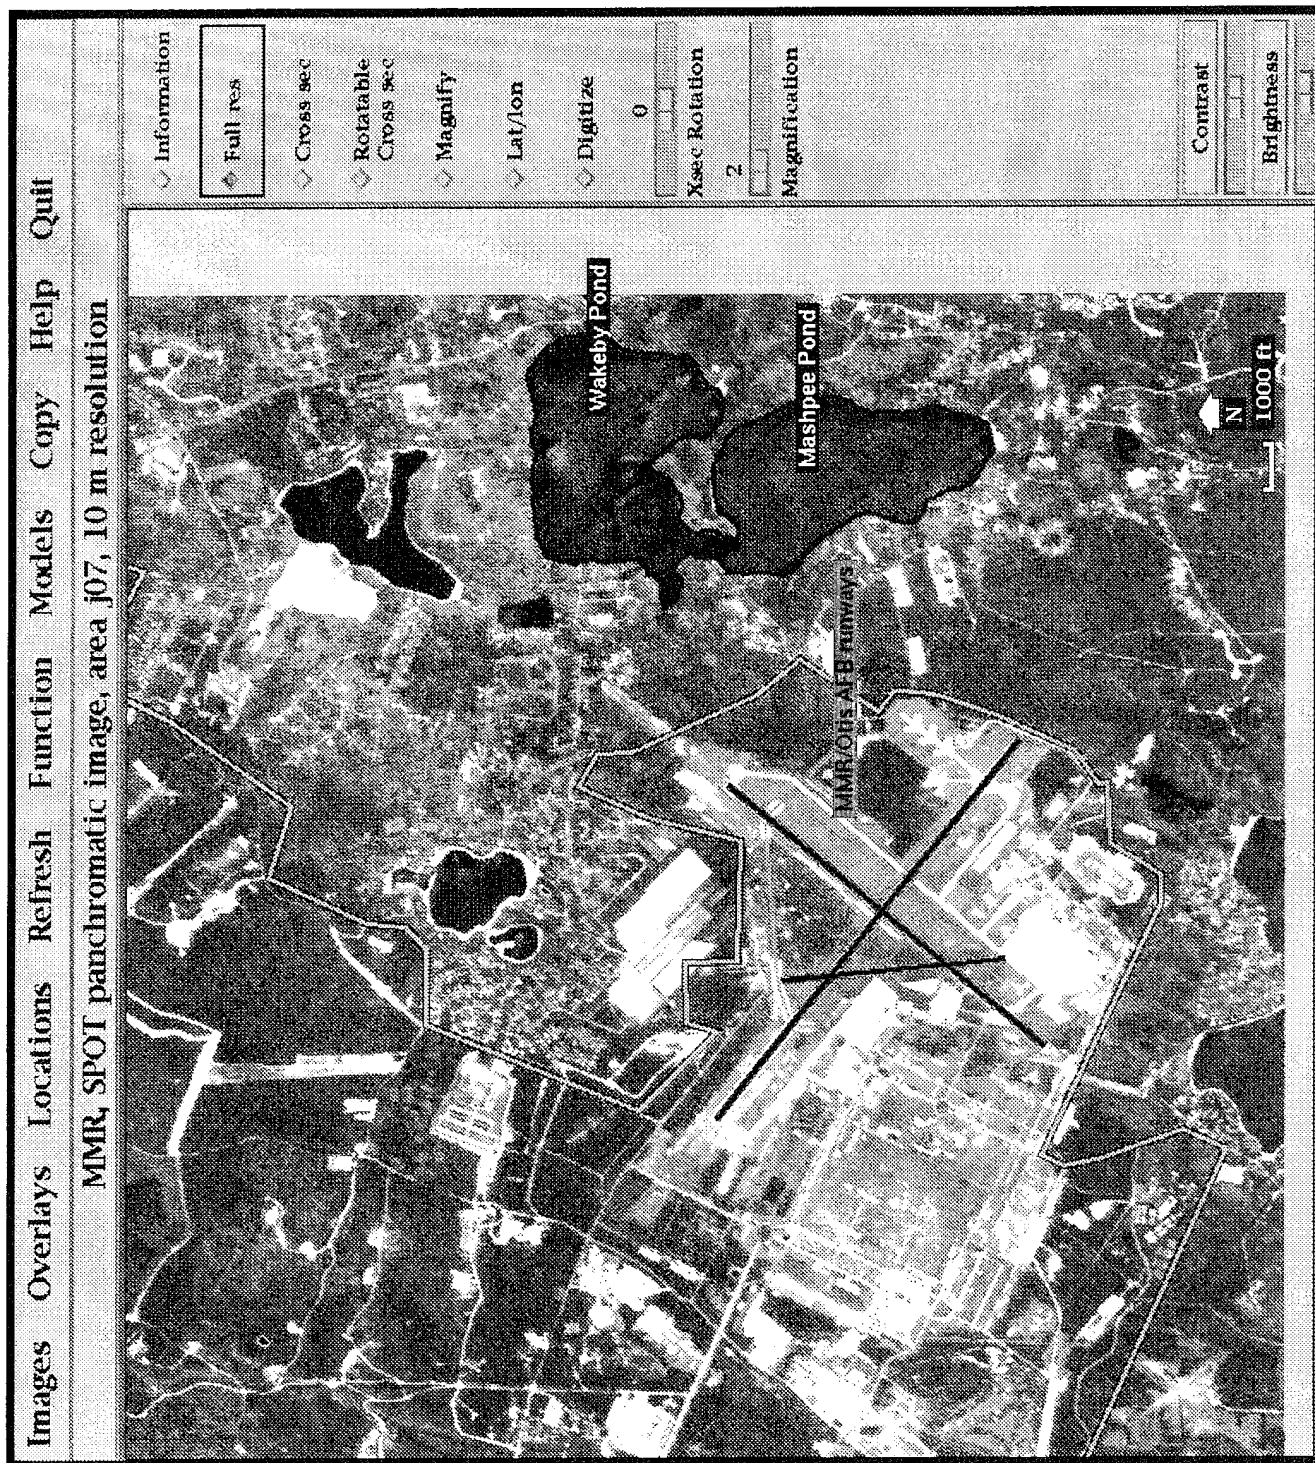 Images Overlays Locations Refresh Function Models Copy Help Quit
MMR, SPOT panchromatic image, area j07, 10 m resolution
Information
Full res
Cross sec
Rotatable
Cross sec
Magnify
Lat/lon
Digitize
0
Xsec Rotation
2
Magnification
Contrast
Brightness
Wakeby Pond
Mashpee Pond
MMR/Otis AFB runways
N
1000 ft